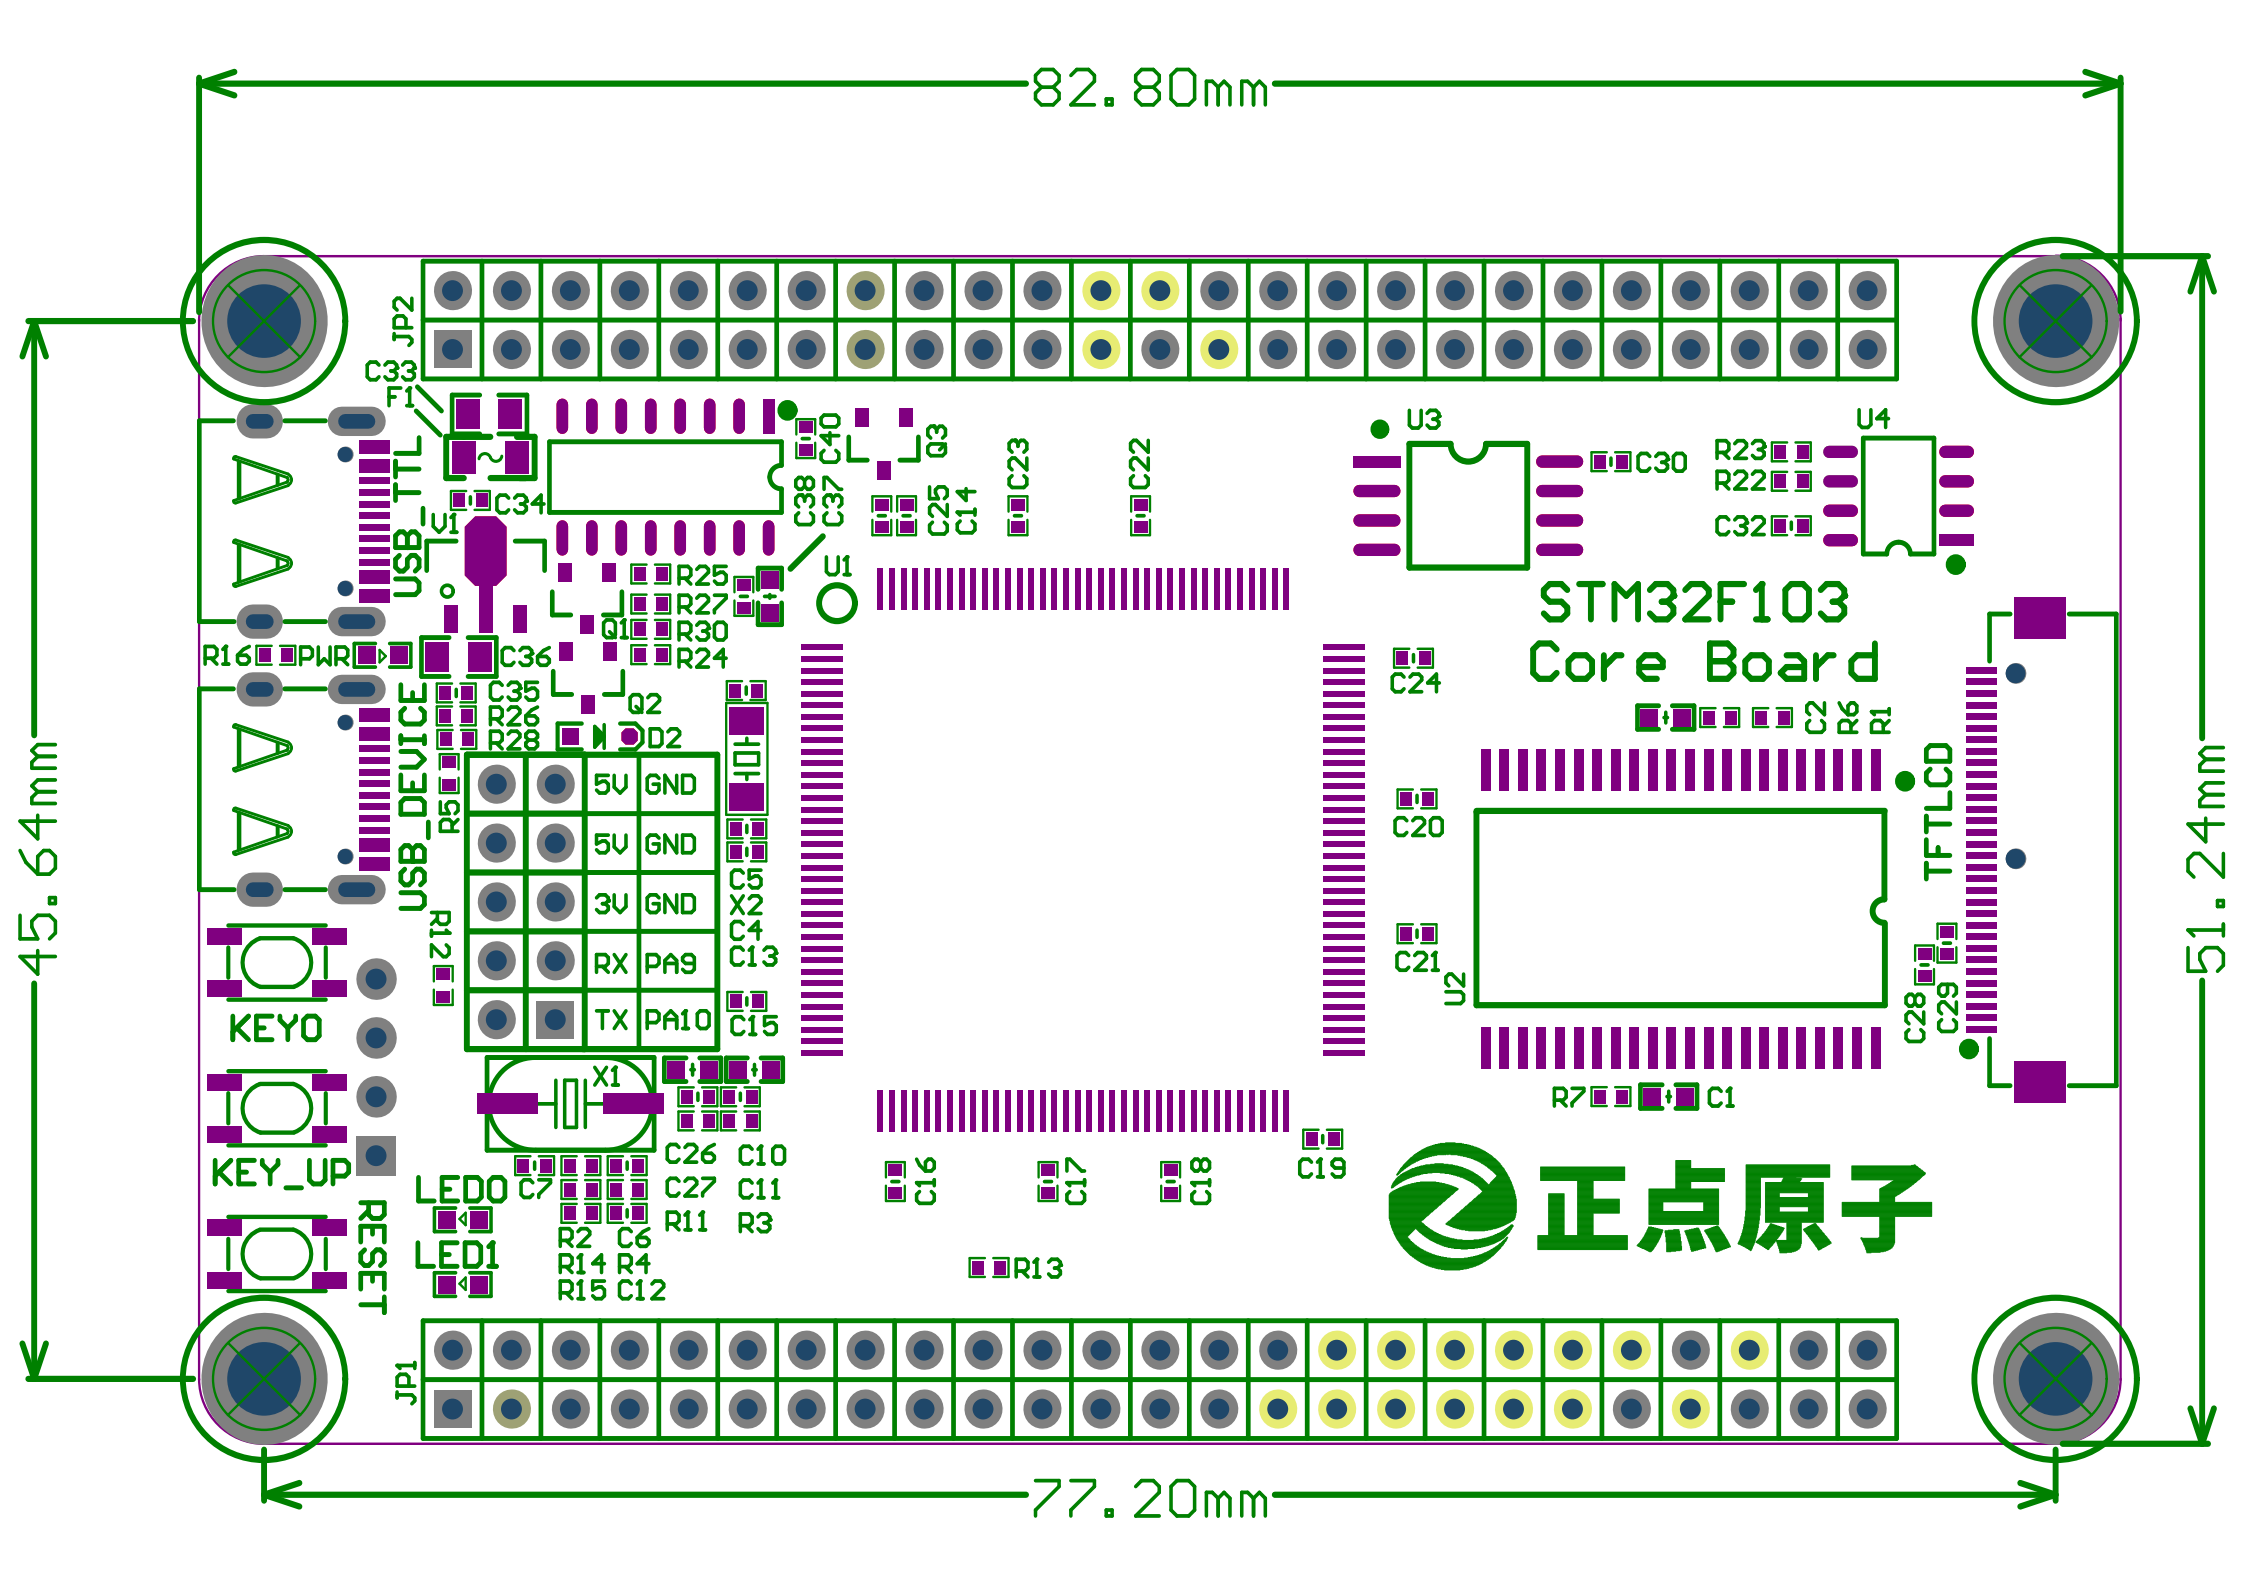 82.80mm
JP2
C33
F1
C34
V1
USB_TTL
C40
Q3
C38
C37
C25
C14
C23
C22
U3
C30
R23
R22
C32
U4
U1
R25
R27
R30
R24
Q1
Q2
D2
STM32F103
Core Board
R16
PWR
C36
C35
R26
R28
USB_DEVICE
R5
C24
C2
R6
R1
TFTLCD
5V GND
5V GND
3V GND
RX PA9
TX PA10
C5
X2
C4
C13
C15
C20
C21
U2
C28
C29
R12
KEY0
KEY_UP
RESET
LED0
LED1
X1
C26
C27
R11
C10
C11
R3
C7
R2
R14
R15
C6
R4
C12
C16
C17
C18
C19
R13
R7
C1
正点原子
JP1
45.64mm
51.24mm
77.20mm